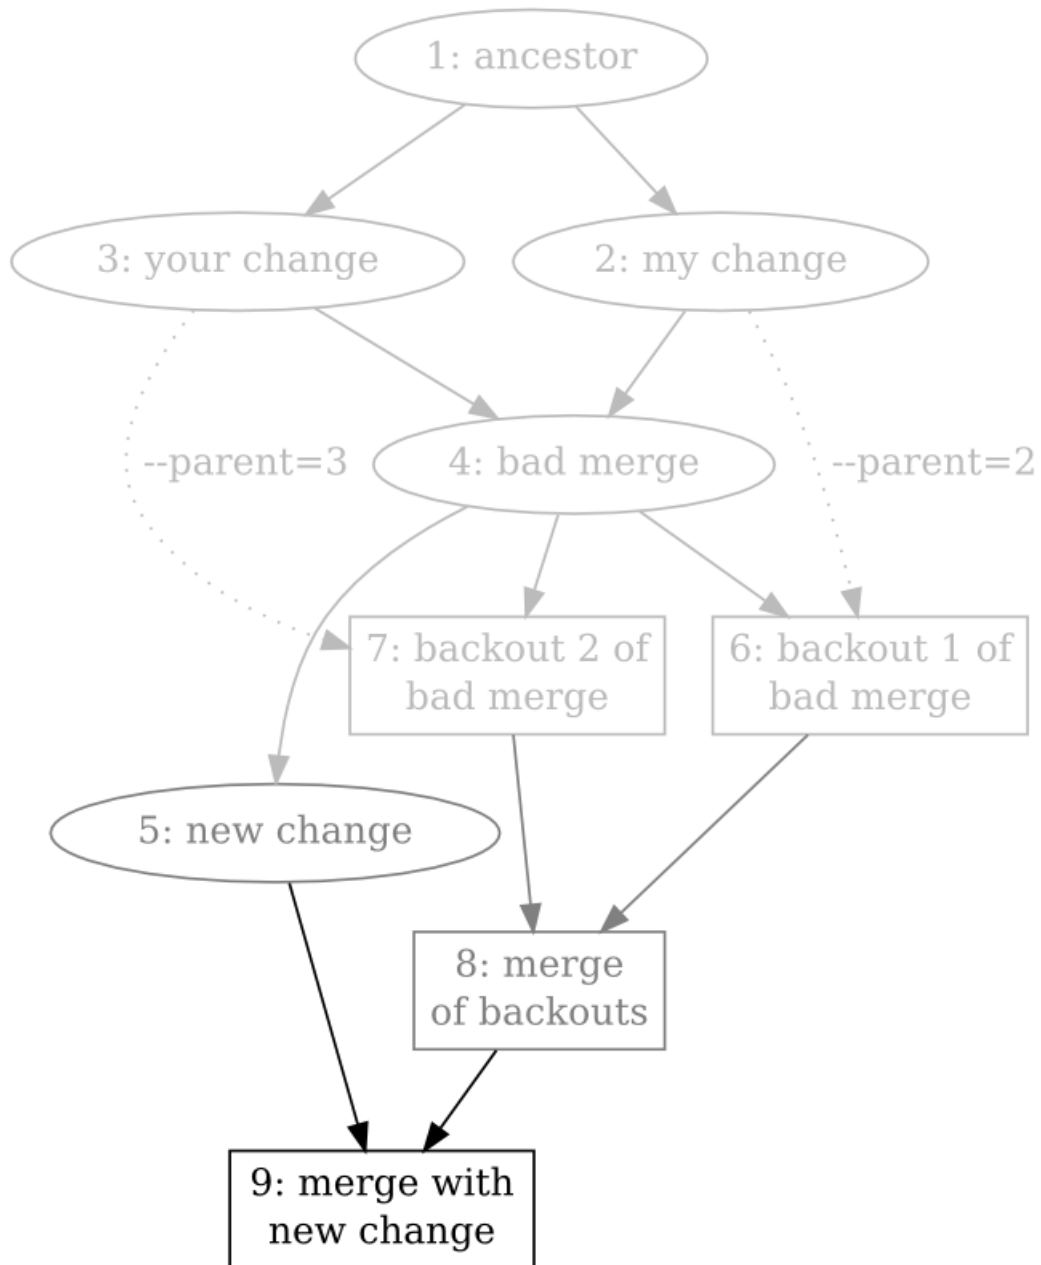 1: ancestor
3: your change
2: my change
--parent=3
4: bad merge
--parent=2
7: backout 2 of
bad merge
6: backout 1 of
bad merge
5: new change
8: merge
of backouts
9: merge with
new change